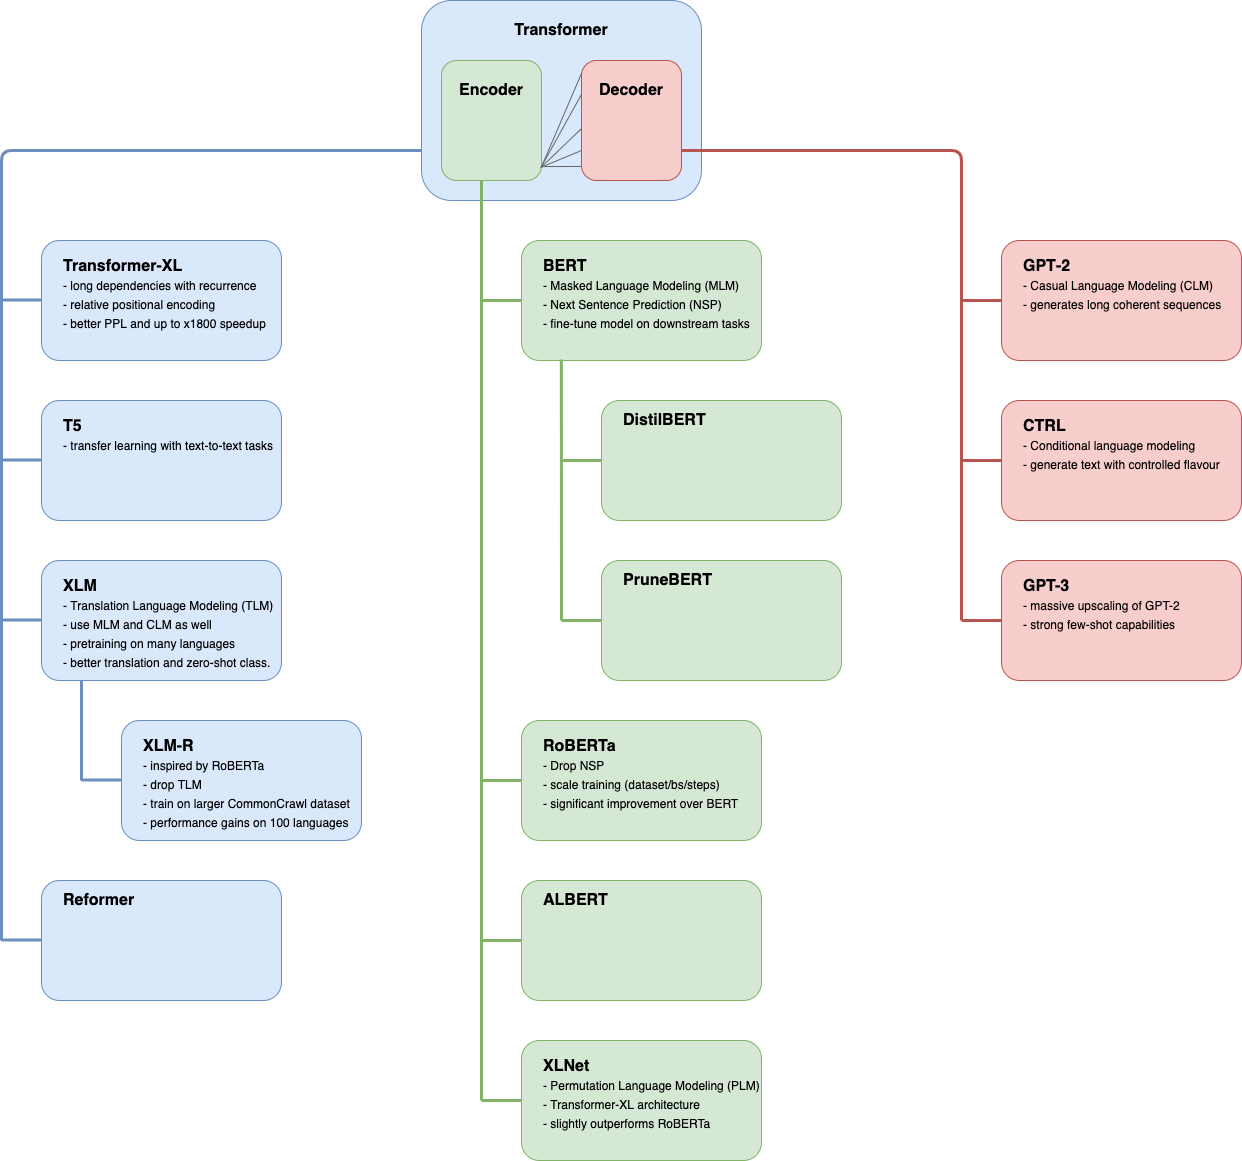 Transformer
Encoder
Decoder
Transformer-XL
- long dependencies with recurrence
- relative positional encoding
- better PPL and up to x1800 speedup
T5
- transfer learning with text-to-text tasks
XLM
- Translation Language Modeling (TLM)
- use MLM and CLM as well
- pretraining on many languages
- better translation and zero-shot class.
XLM-R
- inspired by RoBERTa
- drop TLM
- train on larger CommonCrawl dataset
- performance gains on 100 languages
Reformer
BERT
- Masked Language Modeling (MLM)
- Next Sentence Prediction (NSP)
- fine-tune model on downstream tasks
DistilBERT
PruneBERT
RoBERTa
- Drop NSP
- scale training (dataset/bs/steps)
- significant improvement over BERT
ALBERT
XLNet
- Permutation Language Modeling (PLM)
- Transformer-XL architecture
- slightly outperforms RoBERTa
GPT-2
- Casual Language Modeling (CLM)
- generates long coherent sequences
CTRL
- Conditional language modeling
- generate text with controlled flavour
GPT-3
- massive upscaling of GPT-2
- strong few-shot capabilities